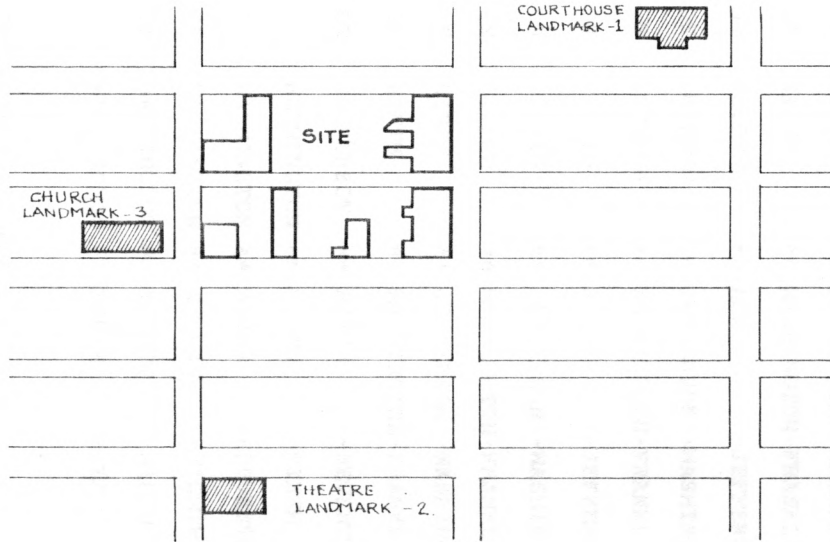 COURTHOUSE
LANDMARK-1
SITE
CHURCH
LANDMARK-3
THEATRE
LANDMARK -2